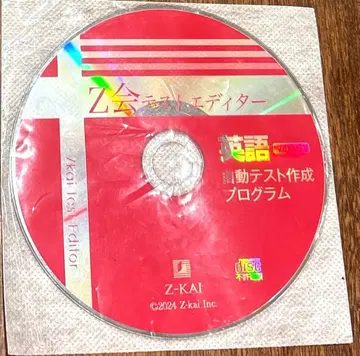 Z会テストエディター
英語
自動テスト作成
プログラム
Zkai Test Editor
Z-KAI
©2024 Z-kai Inc.